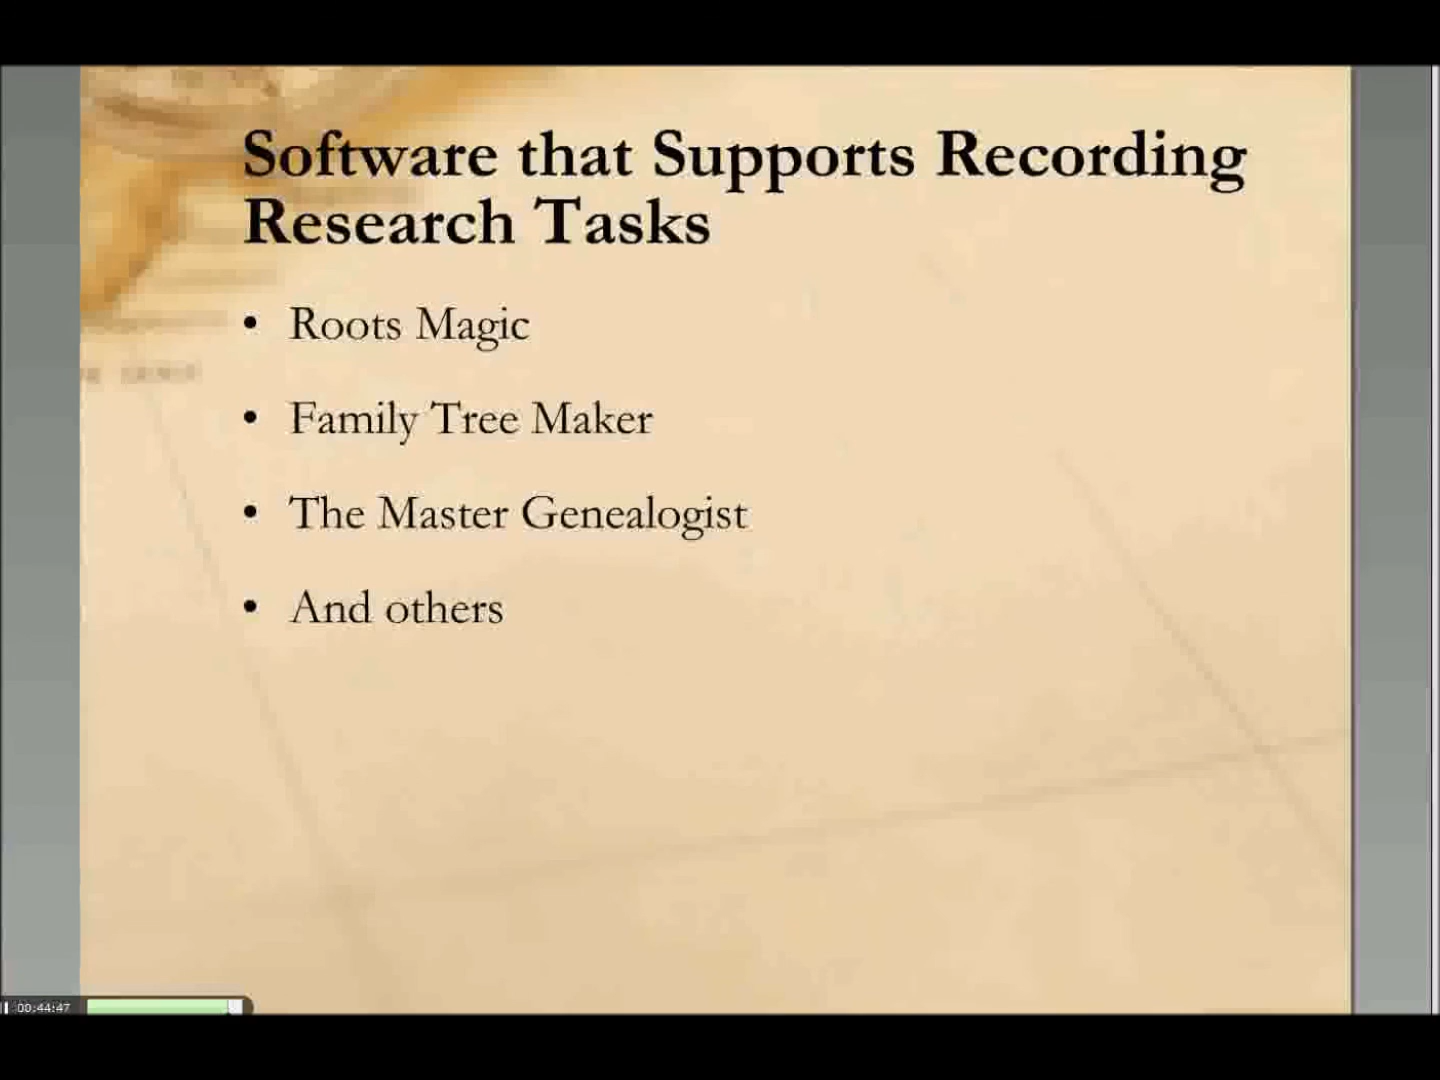 Software that Supports Recording
Research Tasks
• Roots Magic
• Family Tree Maker
• The Master Genealogist
• And others
00:44:47